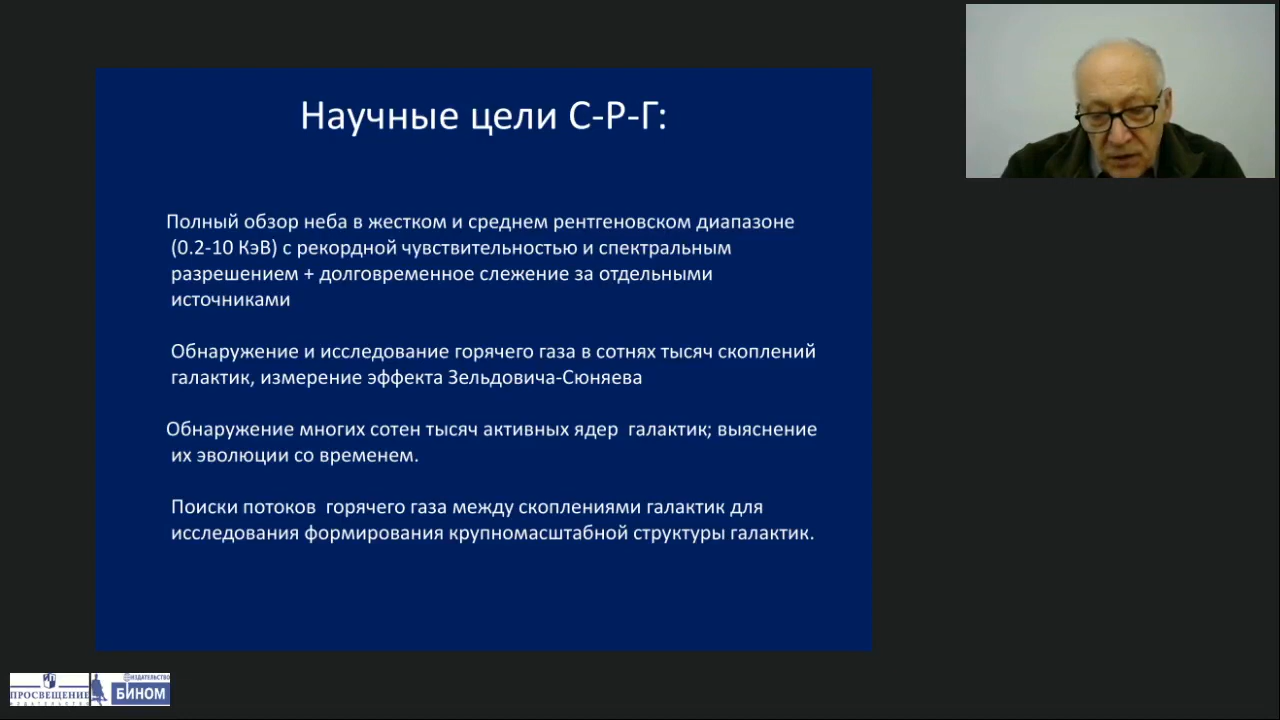 Научные цели С-Р-Г:
Полный обзор неба в жестком и среднем рентгеновском диапазоне
(0.2-10 КэВ) с рекордной чувствительностью и спектральным
разрешением + долговременное слежение за отдельными
источниками
Обнаружение и исследование горячего газа в сотнях тысяч скоплений
галактик, измерение эффекта Зельдовича-Сюняева
Обнаружение многих сотен тысяч активных ядер галактик; выяснение
их эволюции со временем.
Поиски потоков горячего газа между скоплениями галактик для
исследования формирования крупномасштабной структуры галактик.
ПРОСВЕЩЕНИЕ
ИЗДАТЕЛЬСТВО
ИЗДАТЕЛЬСТВО
БИНОМ